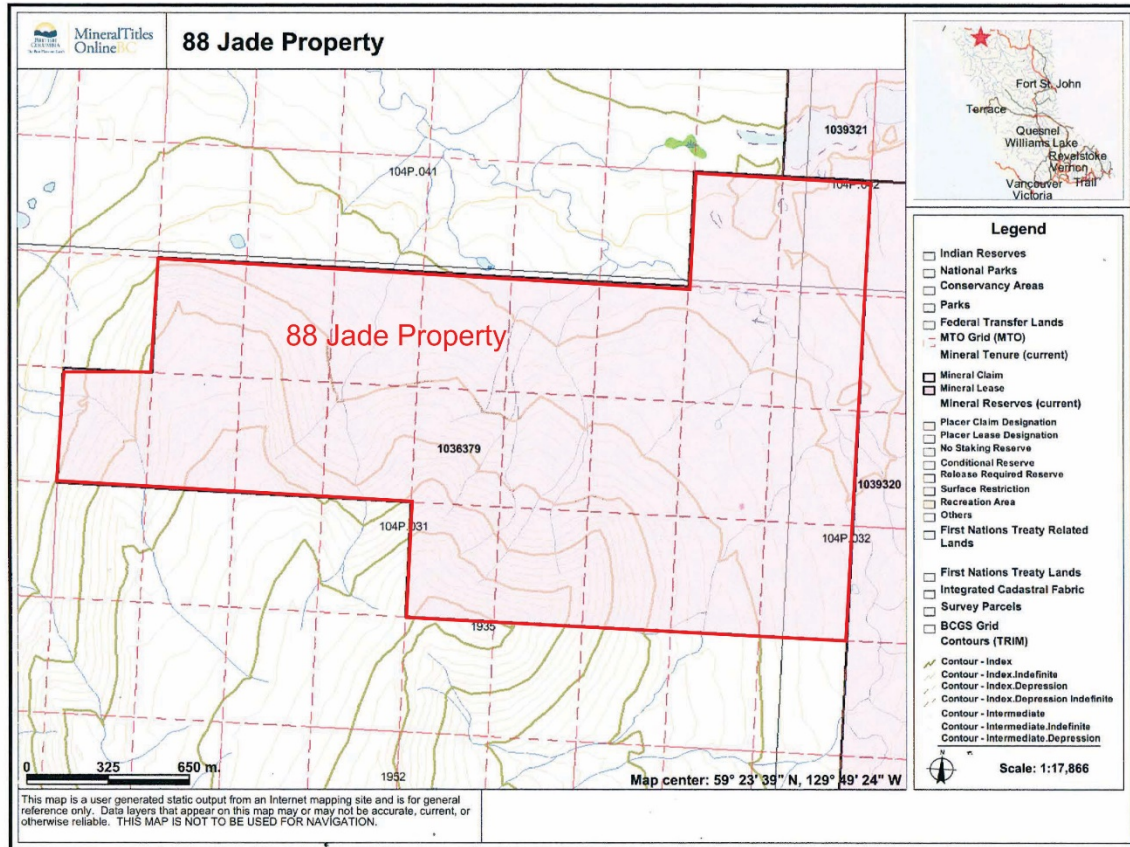 BRITISH
COLUMBIA
MineralTitles
OnlineBC
88 Jade Property
Fort St. John
Terrace
Quesnel
Williams Lake
Revelstoke
Vernon
Vancouver
Trail
Victoria
1039321
104P.041
104P.042
88 Jade Property
1036379
1039320
104P.031
104P.032
1935
1952
0 325 650 m.
Map center: 59° 23' 39" N, 129° 49' 24" W
Legend
Indian Reserves
National Parks
Conservancy Areas
Parks
Federal Transfer Lands
MTO Grid (MTO)
Mineral Tenure (current)
Mineral Claim
Mineral Lease
Mineral Reserves (current)
Placer Claim Designation
Placer Lease Designation
No Staking Reserve
Conditional Reserve
Release Required Reserve
Surface Restriction
Recreation Area
Others
First Nations Treaty Related
Lands
First Nations Treaty Lands
Integrated Cadastral Fabric
Survey Parcels
BCGS Grid
Contours (TRIM)
Contour - Index
Contour - Index.Indefinite
Contour - Index.Depression
Contour - Index.Depression Indefinite
Contour - Intermediate
Contour - Intermediate.Indefinite
Contour - Intermediate.Depression
N
Scale: 1:17,866
This map is a user generated static output from an Internet mapping site and is for general
reference only. Data layers that appear on this map may or may not be accurate, current, or
otherwise reliable. THIS MAP IS NOT TO BE USED FOR NAVIGATION.